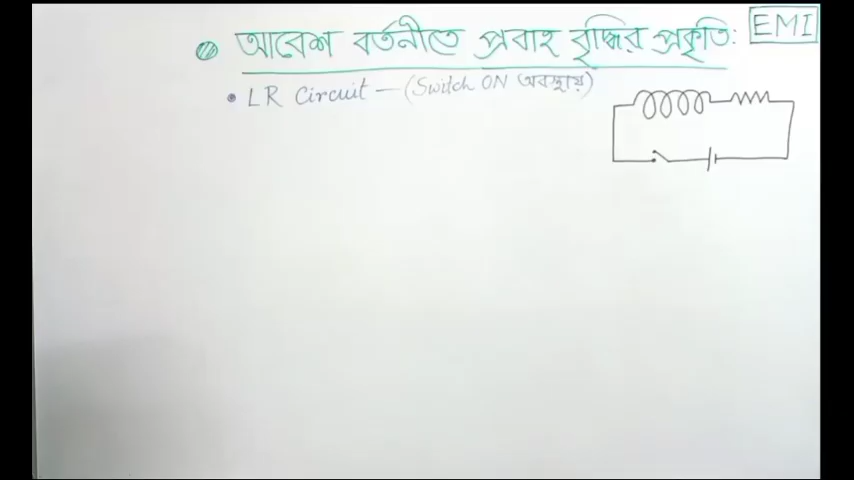 আবেশ বর্তনীতে প্রবাহ বৃদ্ধির প্রকৃতি: EMI
• LR Circuit — (Switch ON অবস্থায়)